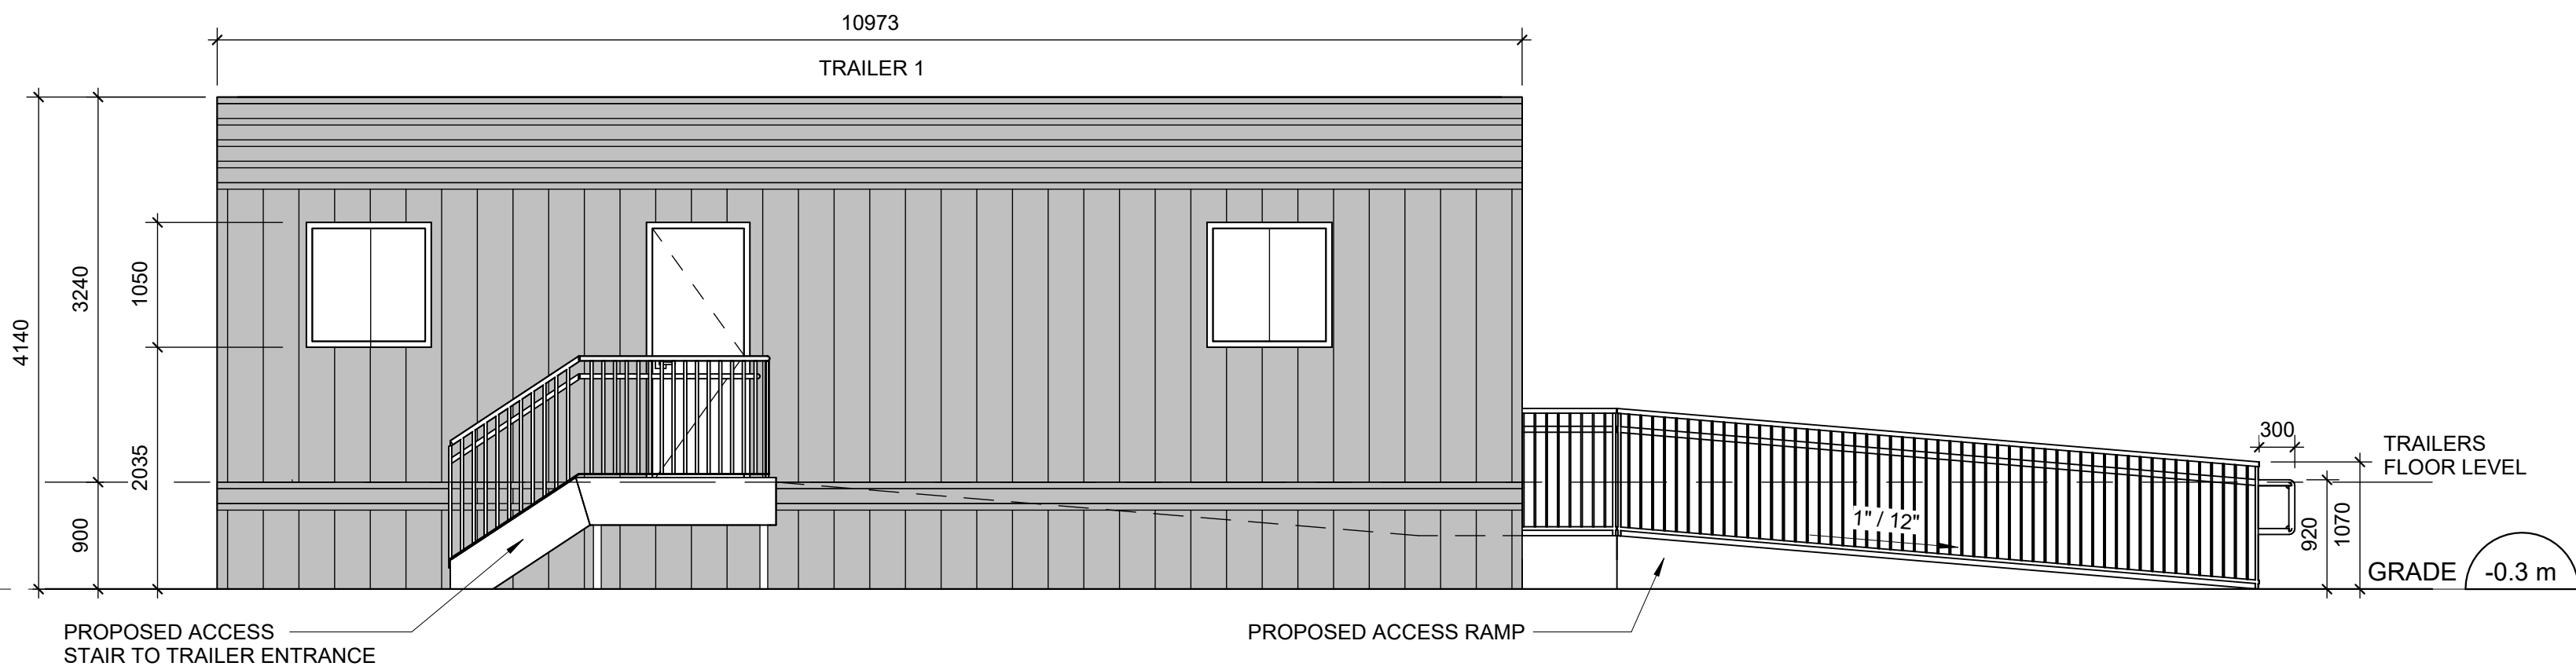 10973
TRAILER 1
4140
3240
1050
2035
900
1" / 12"
300
TRAILERS
FLOOR LEVEL
920
1070
GRADE
-0.3 m
PROPOSED ACCESS
STAIR TO TRAILER ENTRANCE
PROPOSED ACCESS RAMP